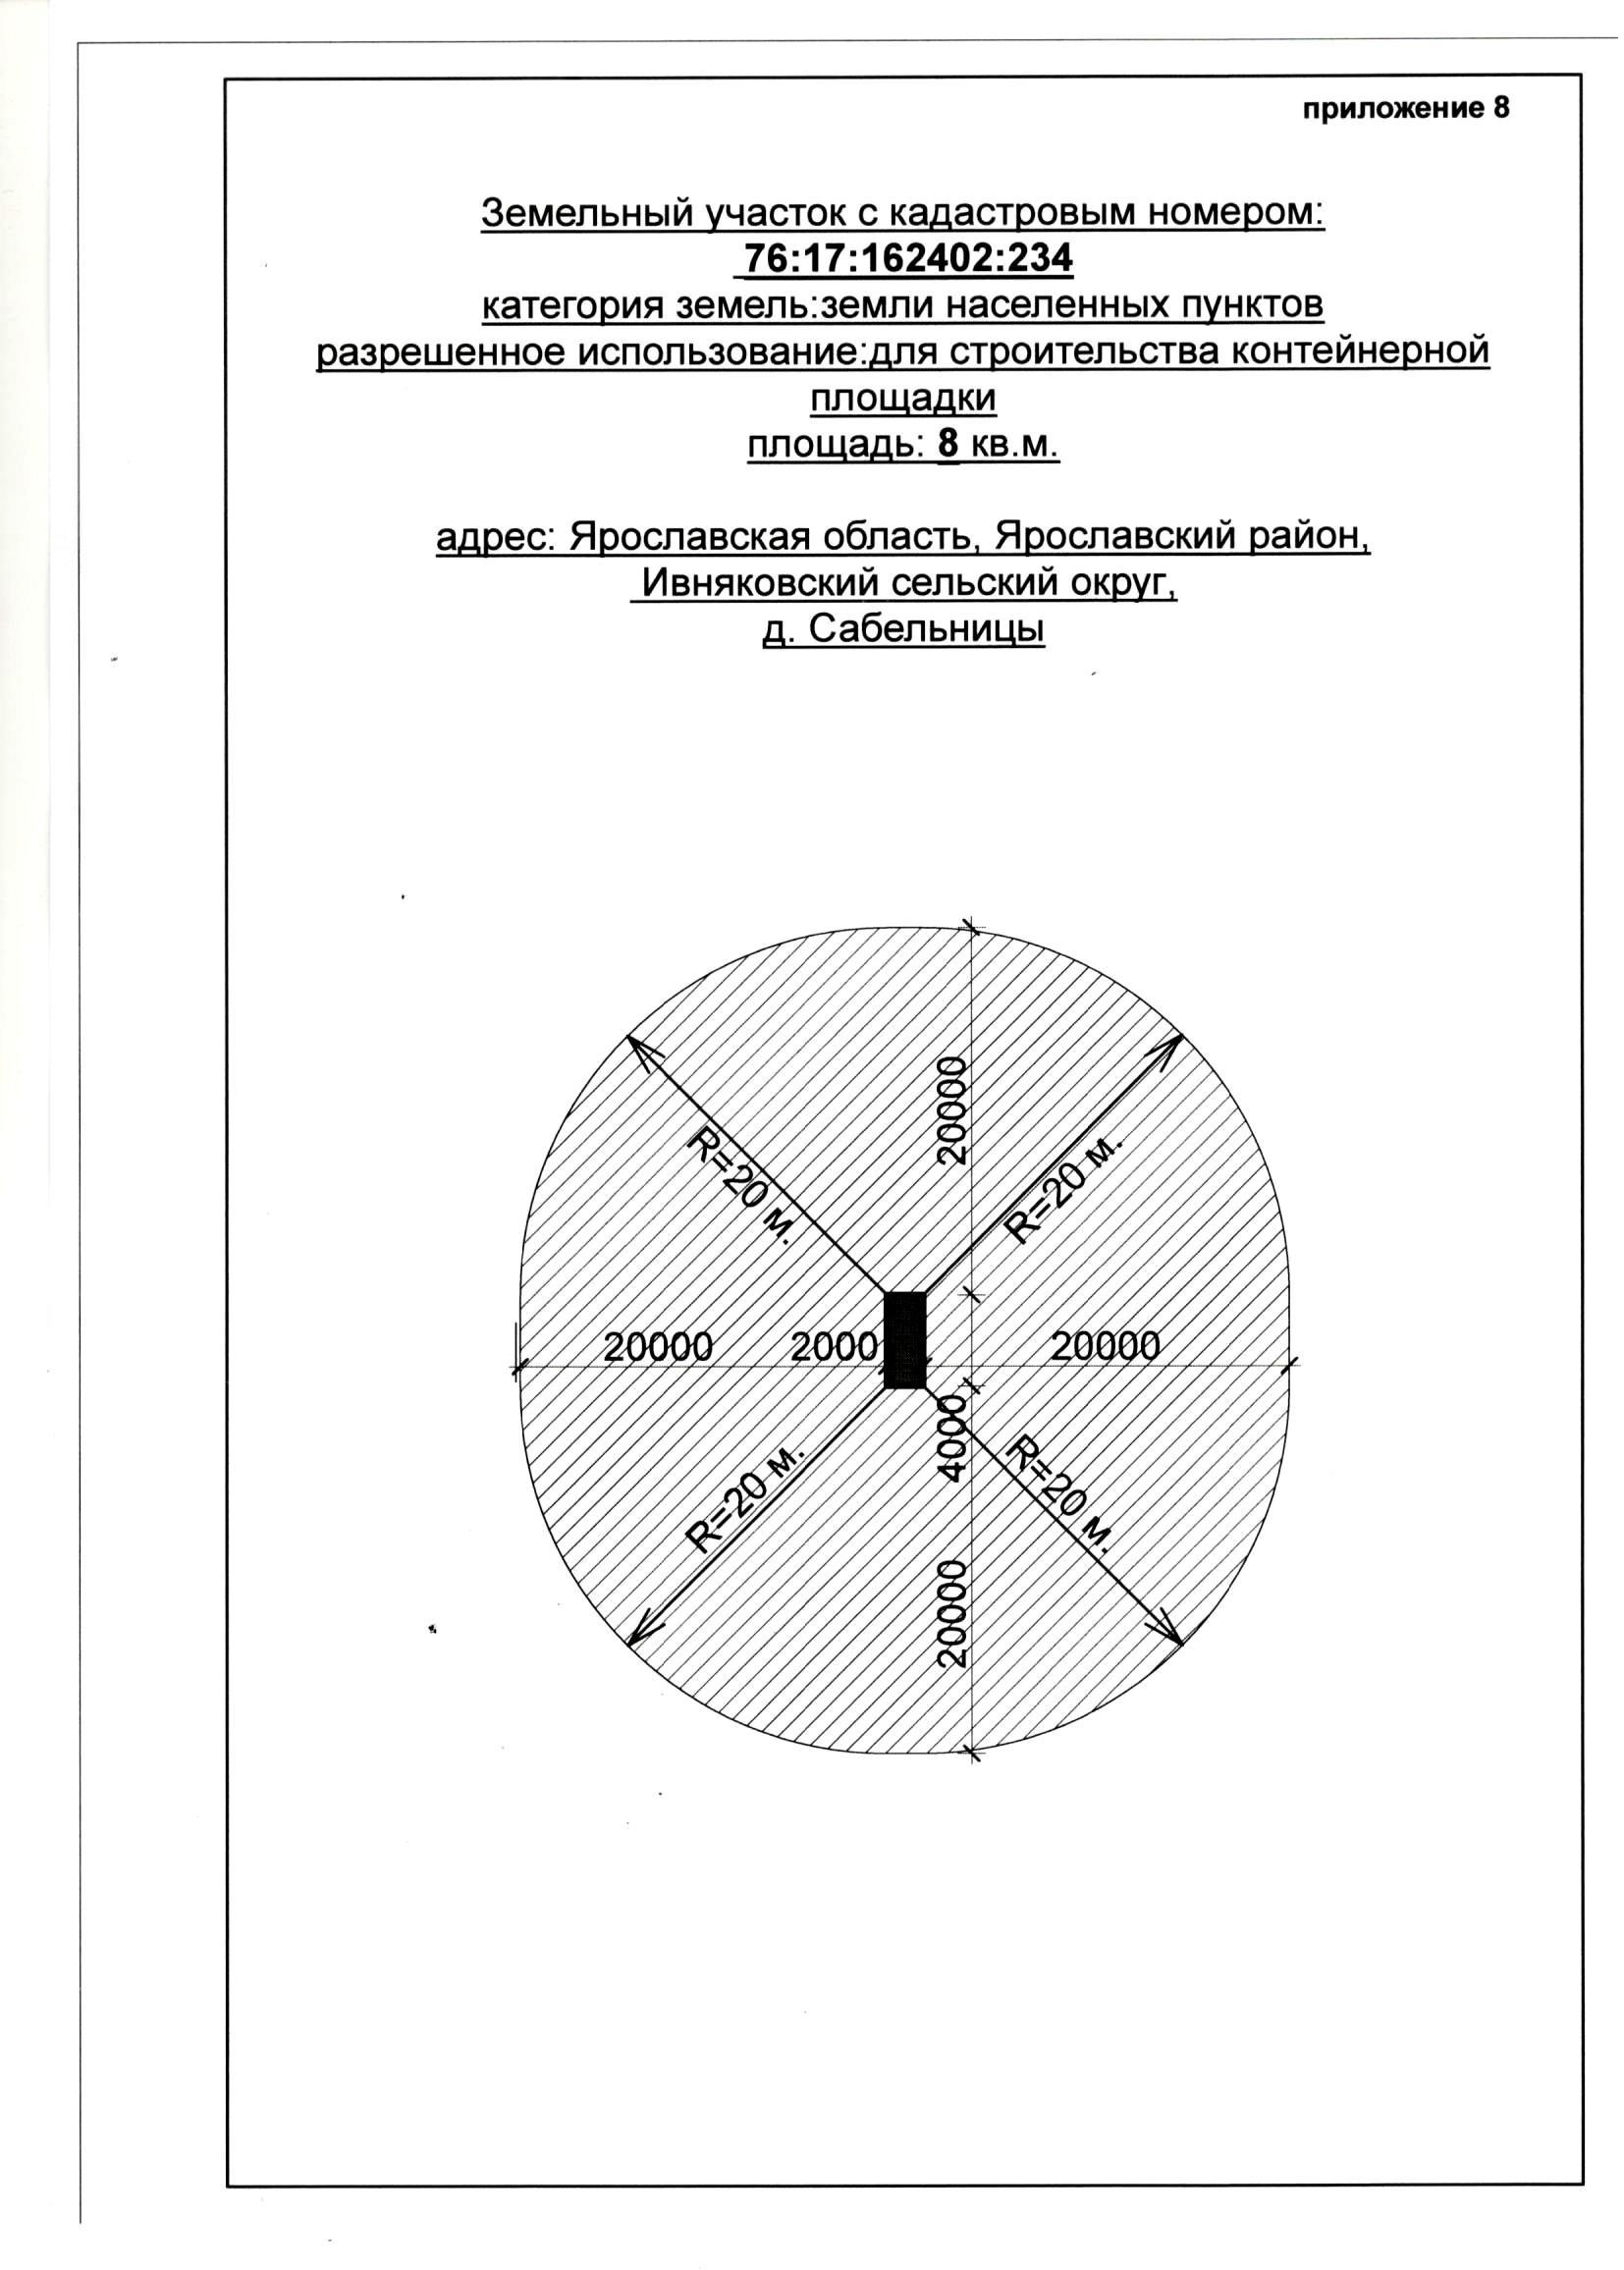 приложение 8
Земельный участок с кадастровым номером:
76:17:162402:234
категория земель:земли населенных пунктов
разрешенное использование:для строительства контейнерной
площадки
площадь: 8 кв.м.
адрес: Ярославская область, Ярославский район,
Ивняковский сельский округ,
д. Сабельницы
20000
R=20 м.
R=20 м.
20000
2000
20000
4000
R=20 м.
R=20 м.
20000